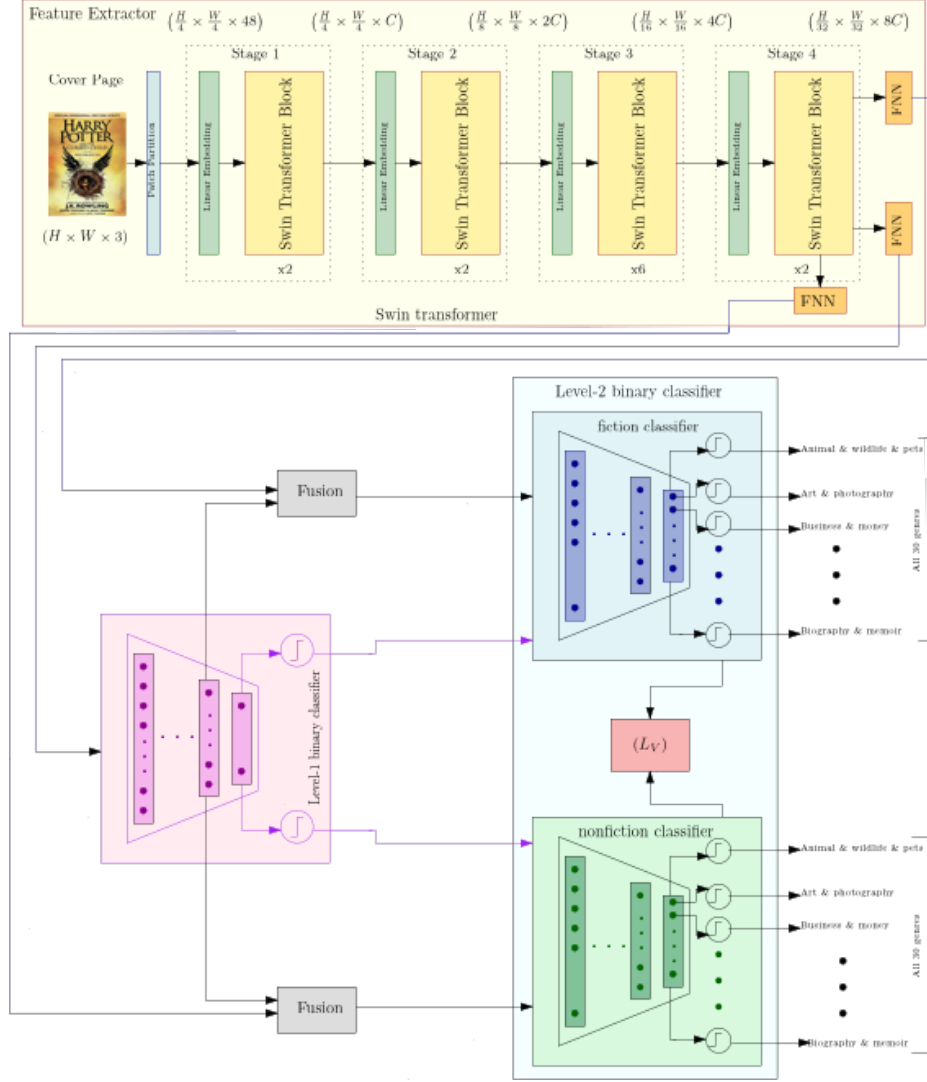 Feature Extractor
(H/4 × W/4 × 48)
(H/4 × W/4 × C)
(H/8 × W/8 × 2C)
(H/16 × W/16 × 4C)
(H/32 × W/32 × 8C)
Stage 1
Stage 2
Stage 3
Stage 4
Cover Page
HARRY
POTTER
J.K. ROWLING
(H × W × 3)
Patch Partition
Linear Embedding
Swin Transformer Block
x2
Linear Embedding
Swin Transformer Block
x2
Linear Embedding
Swin Transformer Block
x6
Linear Embedding
Swin Transformer Block
x2
FNN
FNN
FNN
Swin transformer
Level-2 binary classifier
fiction classifier
Animal & wildlife & pets
Art & photography
Business & money
Biography & memoir
All 30 genres
Fusion
Level-1 binary classifier
(L_V)
nonfiction classifier
Animal & wildlife & pets
Art & photography
Business & money
Biography & memoir
All 30 genres
Fusion